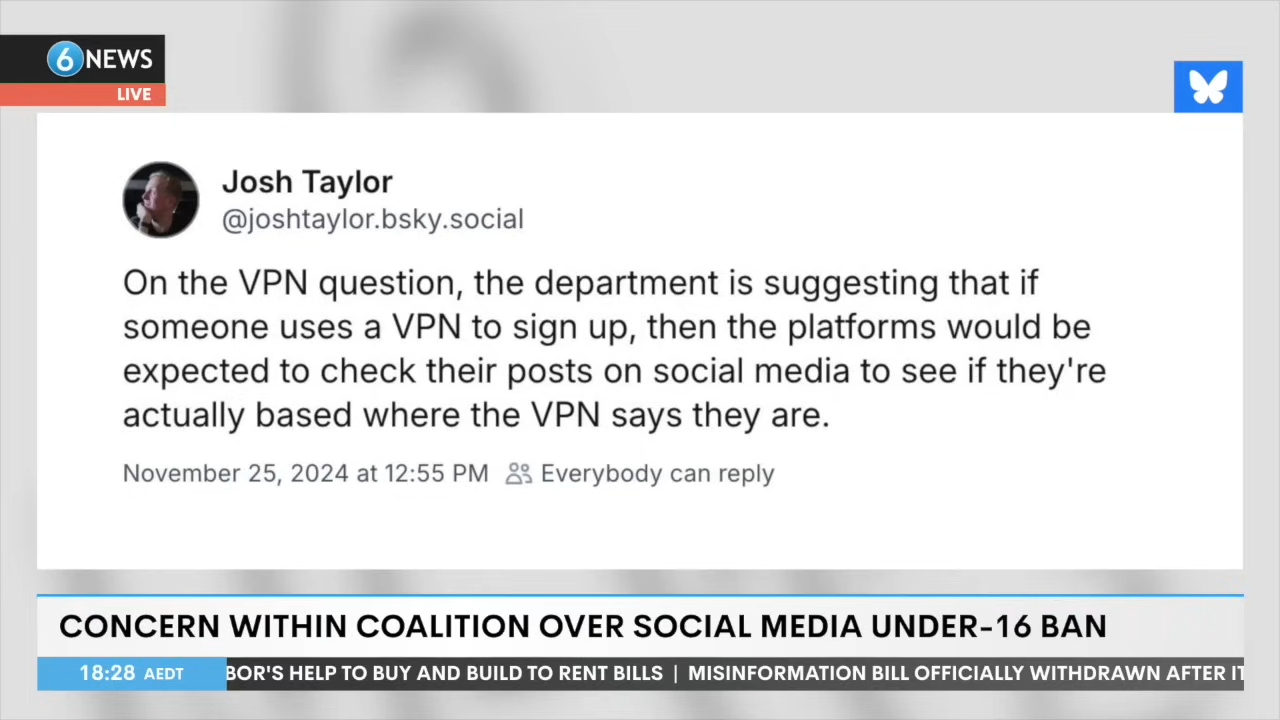 6 NEWS
LIVE
Josh Taylor
@joshtaylor.bsky.social
On the VPN question, the department is suggesting that if
someone uses a VPN to sign up, then the platforms would be
expected to check their posts on social media to see if they're
actually based where the VPN says they are.
November 25, 2024 at 12:55 PM Everybody can reply
CONCERN WITHIN COALITION OVER SOCIAL MEDIA UNDER-16 BAN
18:28 AEDT BOR'S HELP TO BUY AND BUILD TO RENT BILLS | MISINFORMATION BILL OFFICIALLY WITHDRAWN AFTER IT